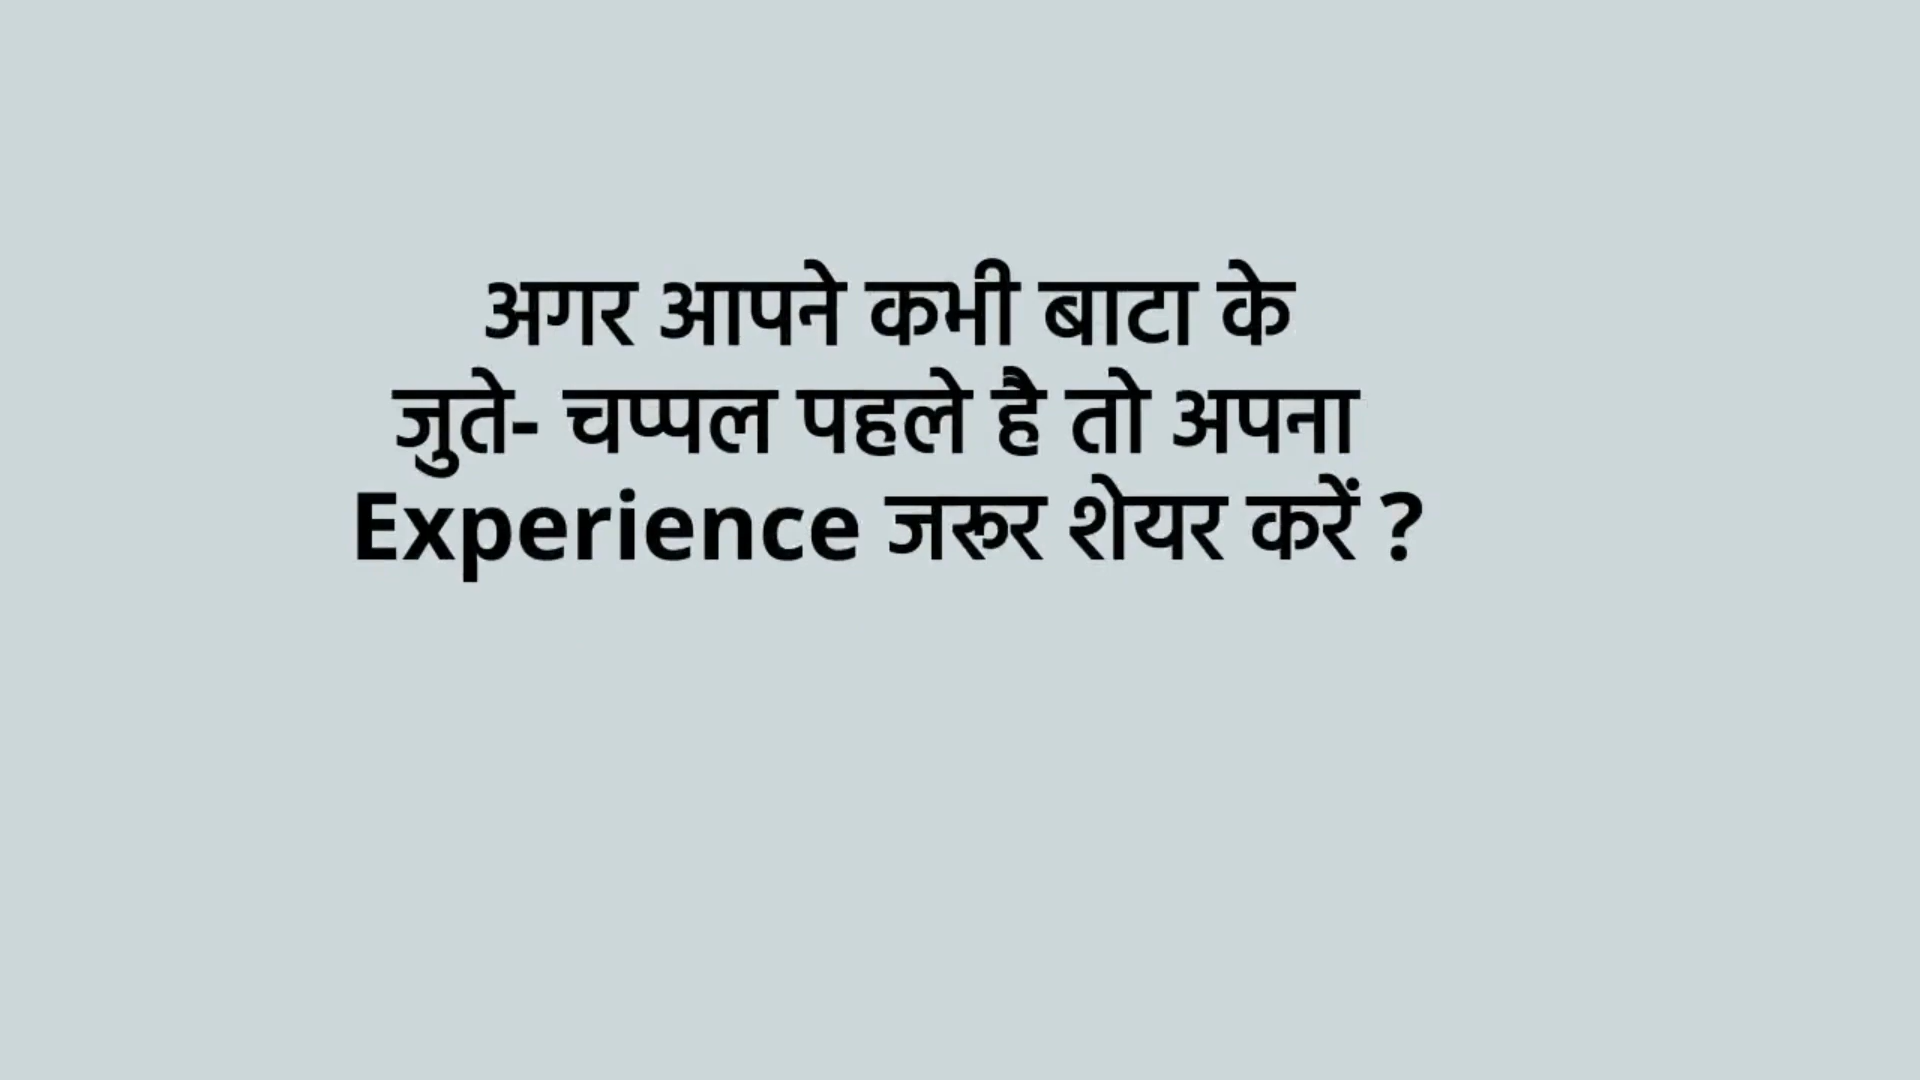 अगर आपने कभी बाटा के
जुते- चप्पल पहले है तो अपना
Experience जरूर शेयर करें ?